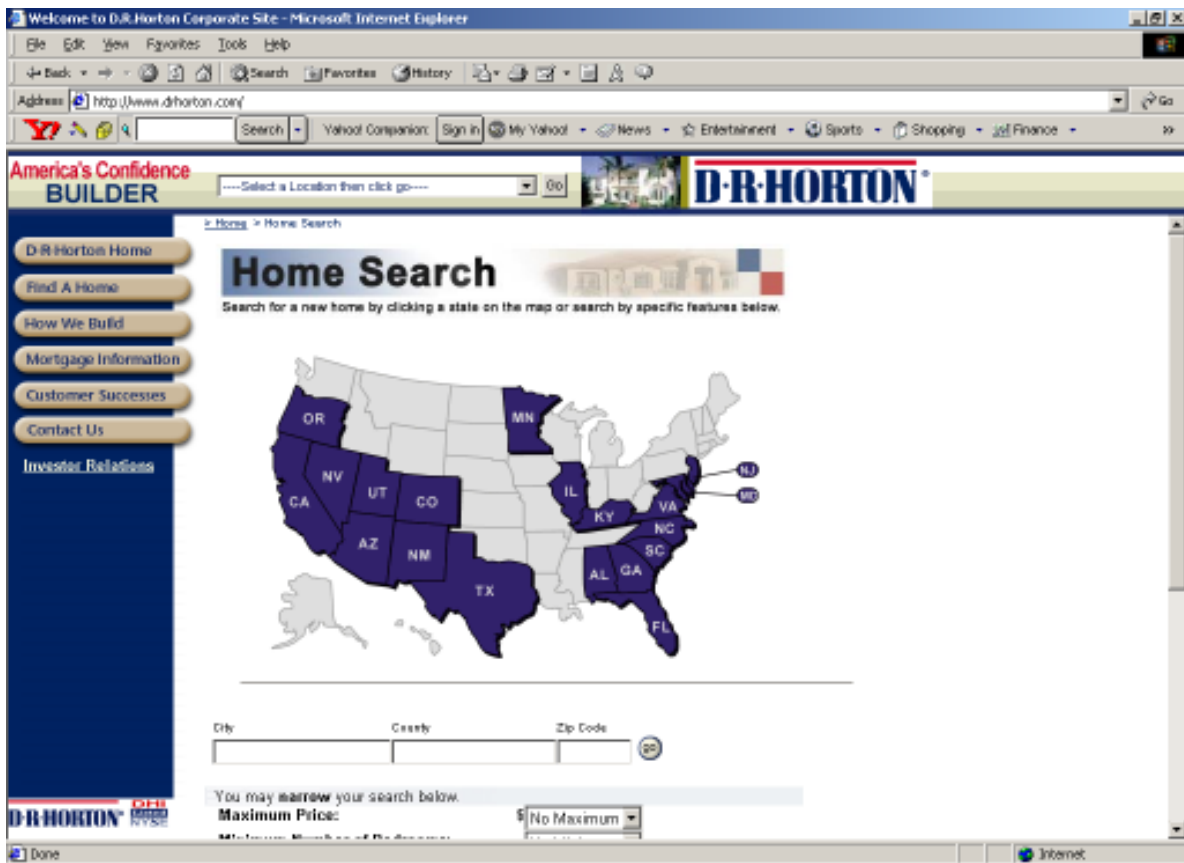 Welcome to D.R.Horton Corporate Site - Microsoft Internet Explorer
File Edit View Favorites Tools Help
Back Search Favorites History
Address http://www.drhorton.com/ Go
Y! Search Yahoo! Companion: Sign in My Yahoo! News Entertainment Sports Shopping Finance »
America's Confidence
BUILDER
----Select a Location then click go---- Go
D·R·HORTON®
> Home > Home Search
D·R·Horton Home
Find A Home
How We Build
Mortgage Information
Customer Successes
Contact Us
Investor Relations
Home Search
Search for a new home by clicking a state on the map or search by specific features below.
OR
MN
NV
UT
CO
CA
AZ
NM
TX
IL
KY
VA
NJ
MD
NC
SC
GA
AL
FL
City County Zip Code
go
You may narrow your search below.
Maximum Price: $ No Maximum
D·R·HORTON® DHI
NYSE
Done Internet